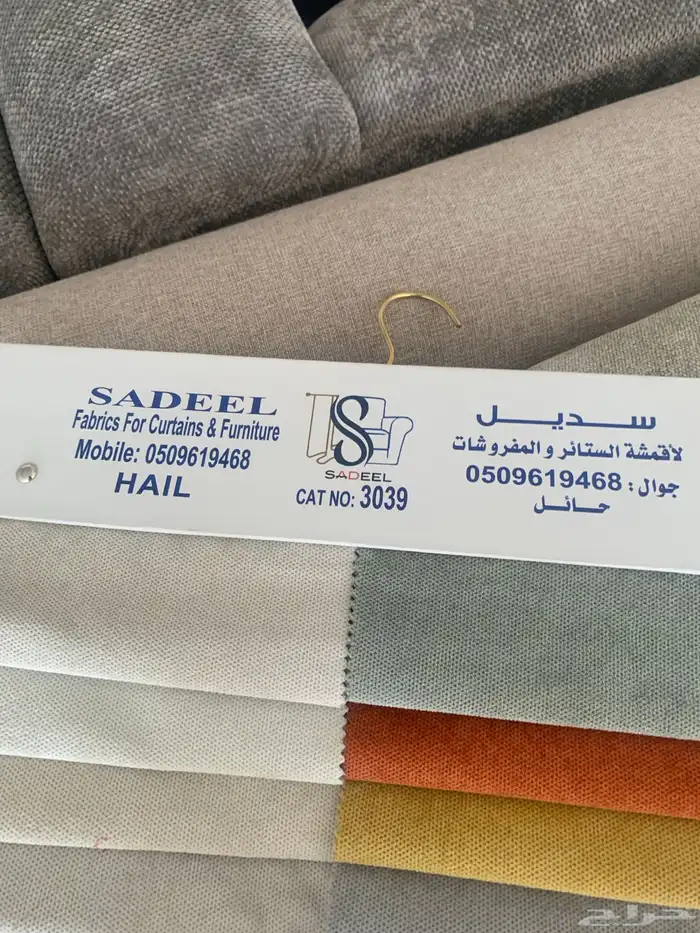 SADEEL
Fabrics For Curtains & Furniture
Mobile: 0509619468
HAIL
S
SADEEL
CAT NO: 3039
سديل
لأقمشة الستائر والمفروشات
جوال: 0509619468
حائل
حراج